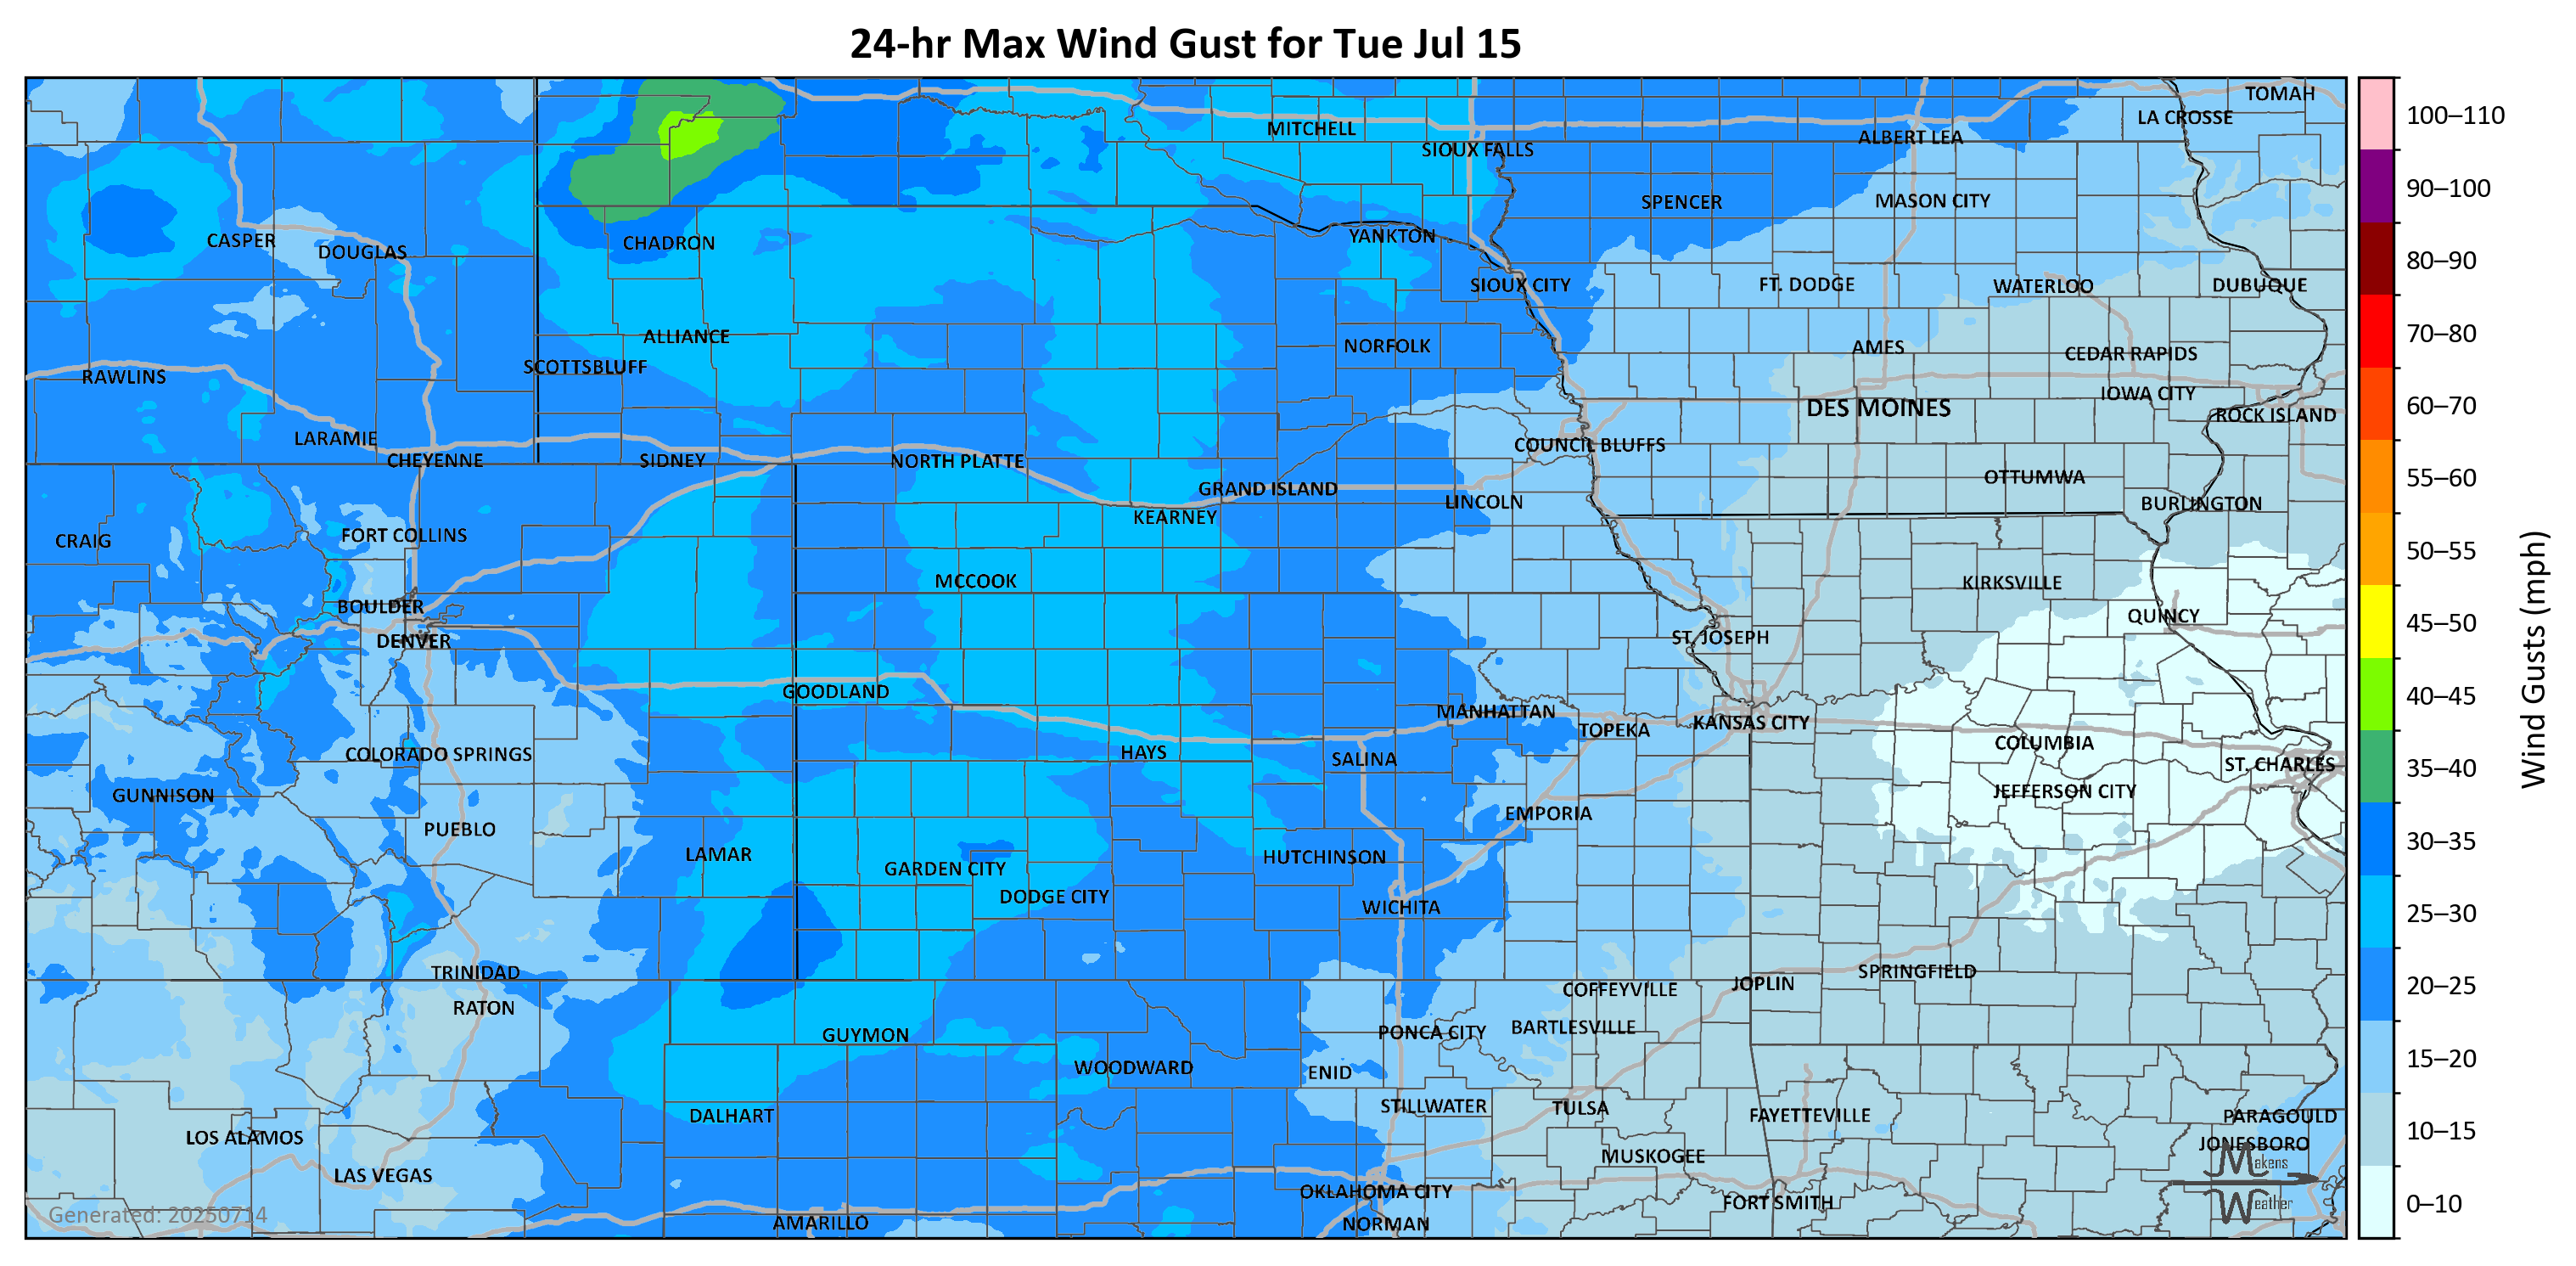 24-hr Max Wind Gust for Tue Jul 15
TOMAH
LA CROSSE
MITCHELL
ALBERT LEA
SIOUX FALLS
SPENCER
MASON CITY
CASPER
DOUGLAS
CHADRON
YANKTON
SIOUX CITY
FT. DODGE
WATERLOO
DUBUQUE
ALLIANCE
NORFOLK
AMES
CEDAR RAPIDS
SCOTTSBLUFF
RAWLINS
IOWA CITY
DES MOINES
ROCK ISLAND
LARAMIE
COUNCIL BLUFFS
CHEYENNE
SIDNEY
NORTH PLATTE
OTTUMWA
GRAND ISLAND
LINCOLN
BURLINGTON
KEARNEY
FORT COLLINS
CRAIG
MCCOOK
KIRKSVILLE
BOULDER
QUINCY
DENVER
ST. JOSEPH
GOODLAND
MANHATTAN
TOPEKA
KANSAS CITY
COLUMBIA
COLORADO SPRINGS
HAYS
SALINA
ST. CHARLES
GUNNISON
JEFFERSON CITY
EMPORIA
PUEBLO
LAMAR
HUTCHINSON
GARDEN CITY
DODGE CITY
WICHITA
TRINIDAD
SPRINGFIELD
JOPLIN
COFFEYVILLE
RATON
BARTLESVILLE
PONCA CITY
GUYMON
WOODWARD
ENID
STILLWATER
TULSA
DALHART
FAYETTEVILLE
PARAGOULD
LOS ALAMOS
JONESBORO
MUSKOGEE
LAS VEGAS
OKLAHOMA CITY
FORT SMITH
AMARILLO
NORMAN
Makens
Weather
Generated: 20250714
100–110
90–100
80–90
70–80
60–70
55–60
50–55
45–50
40–45
35–40
30–35
25–30
20–25
15–20
10–15
0–10
Wind Gusts (mph)